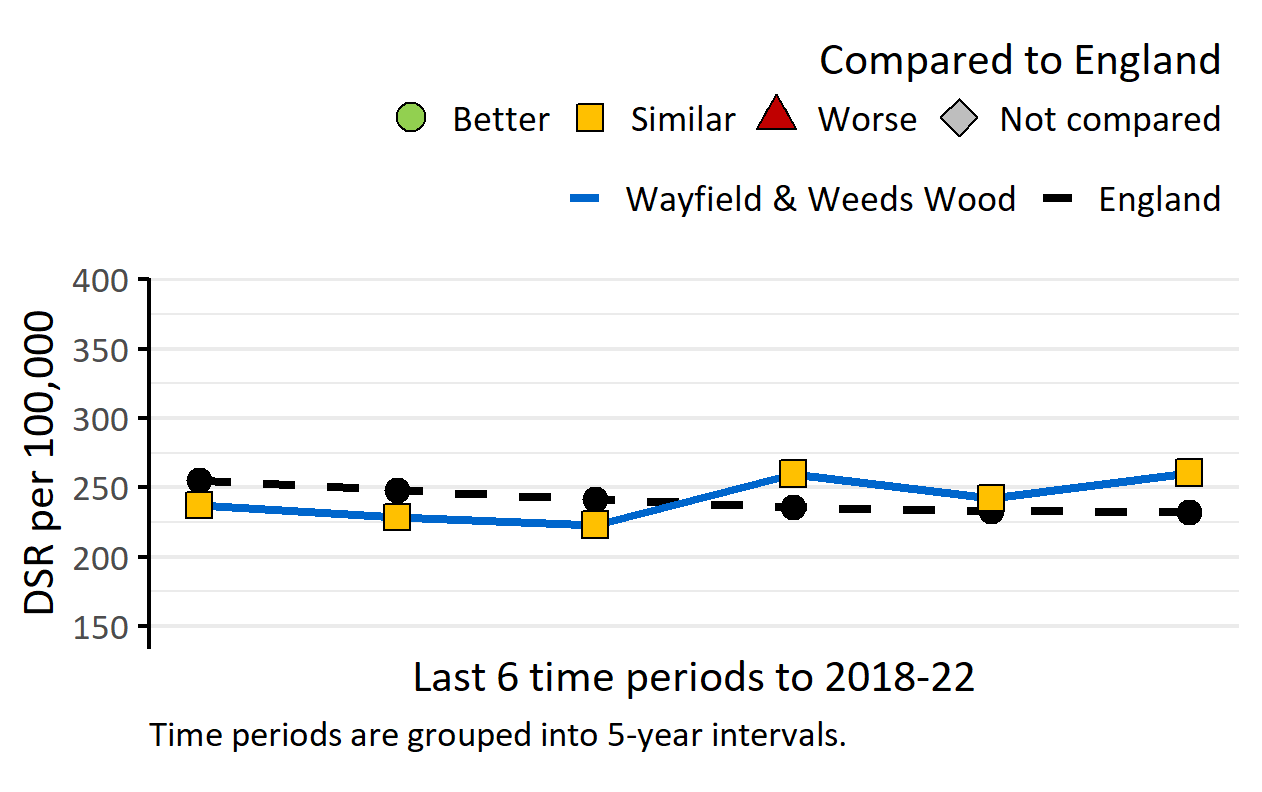 Compared to England
Better Similar Worse Not compared
Wayfield & Weeds Wood England
400
350
300
250
200
150
DSR per 100,000
Last 6 time periods to 2018-22
Time periods are grouped into 5-year intervals.